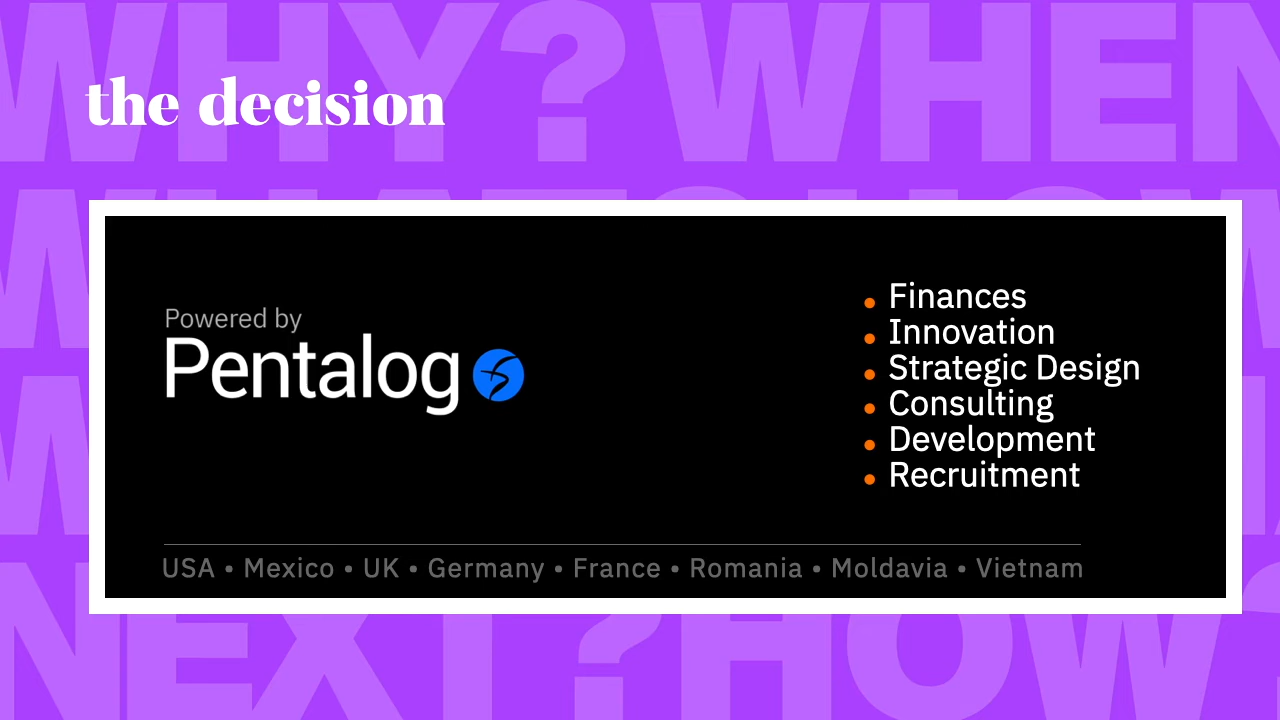 WHY? WHEN
the decision
Powered by
Pentalog
• Finances
• Innovation
• Strategic Design
• Consulting
• Development
• Recruitment
USA • Mexico • UK • Germany • France • Romania • Moldavia • Vietnam
NEXT? HOW?